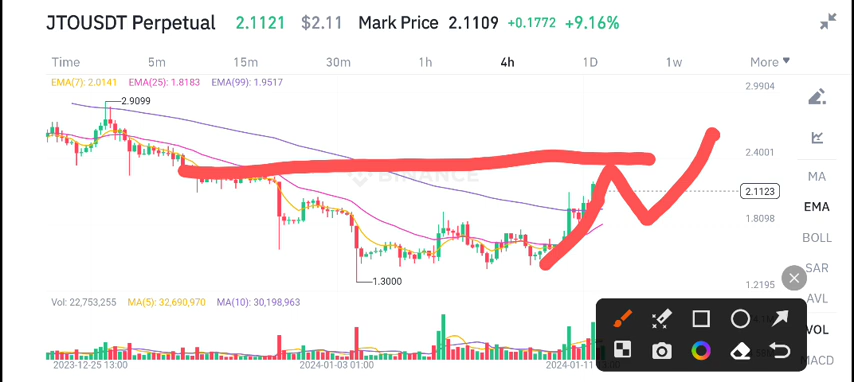 JTOUSDT Perpetual 2.1121 $2.11 Mark Price 2.1109 +0.1772 +9.16%
Time 5m 15m 30m 1h 4h 1D 1w More
EMA(7): 2.0141 EMA(25): 1.8183 EMA(99): 1.9517
2.9904
2.9099
2.4001
BINANCE
MA
2.1123
EMA
1.8098
BOLL
SAR
1.3000
1.2195
AVL
Vol: 22,753,255 MA(5): 32,690,970 MA(10): 30,198,963
VOL
MACD
2023-12-25 13:00 2024-01-03 01:00 2024-01-11